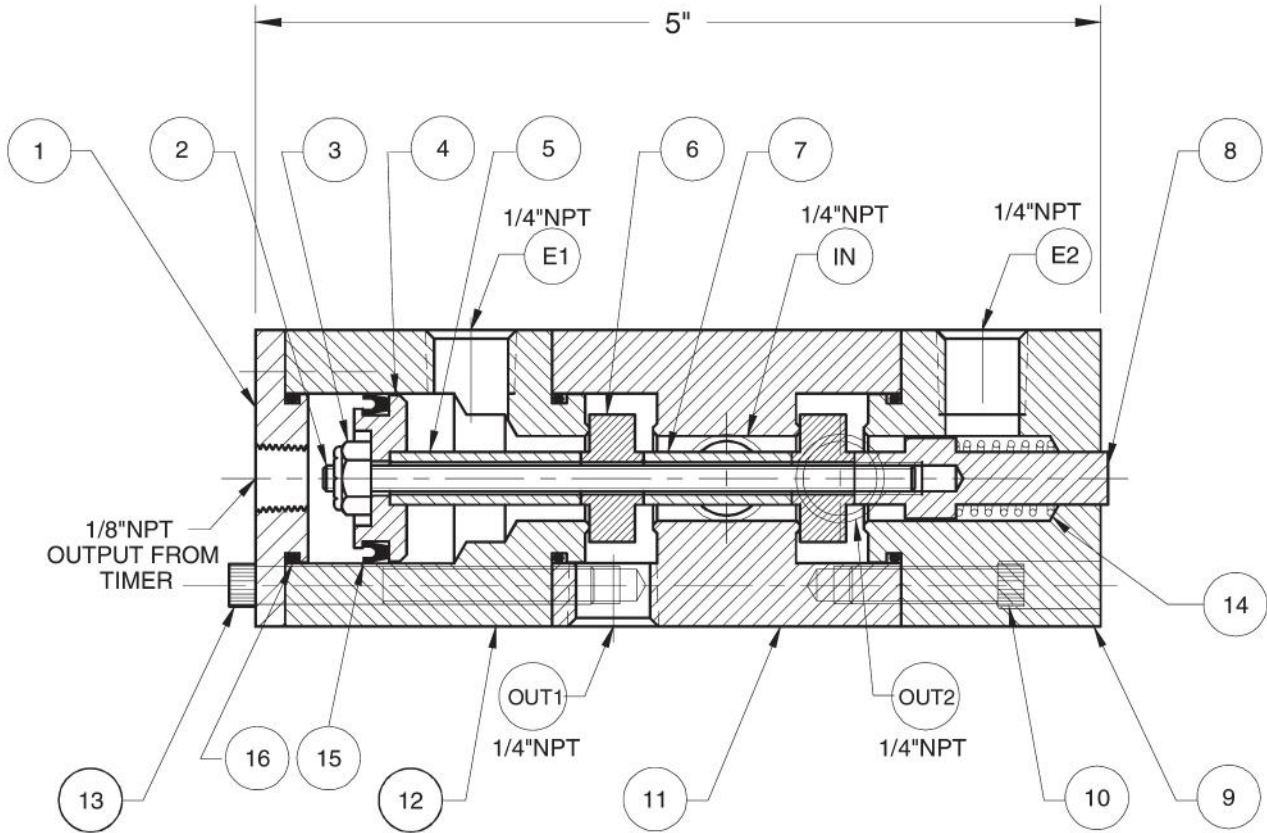 5"
1
2
3
4
5
6
7
8
1/4"NPT
E1
1/4"NPT
IN
1/4"NPT
E2
1/8"NPT
OUTPUT FROM
TIMER
14
OUT1
1/4"NPT
OUT2
1/4"NPT
16
15
13
12
11
10
9